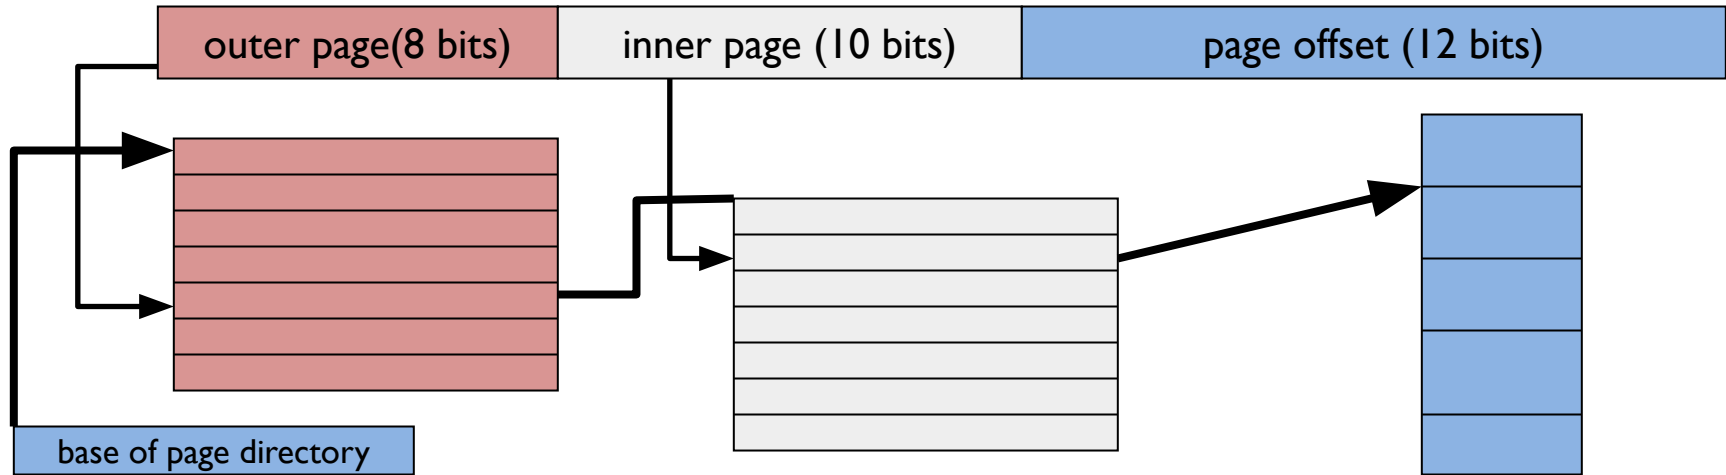 outer page(8 bits) inner page (10 bits) page offset (12 bits)
base of page directory